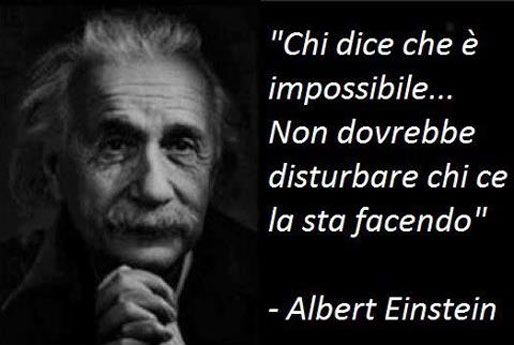 "Chi dice che è
impossibile...
Non dovrebbe
disturbare chi ce
la sta facendo"
- Albert Einstein